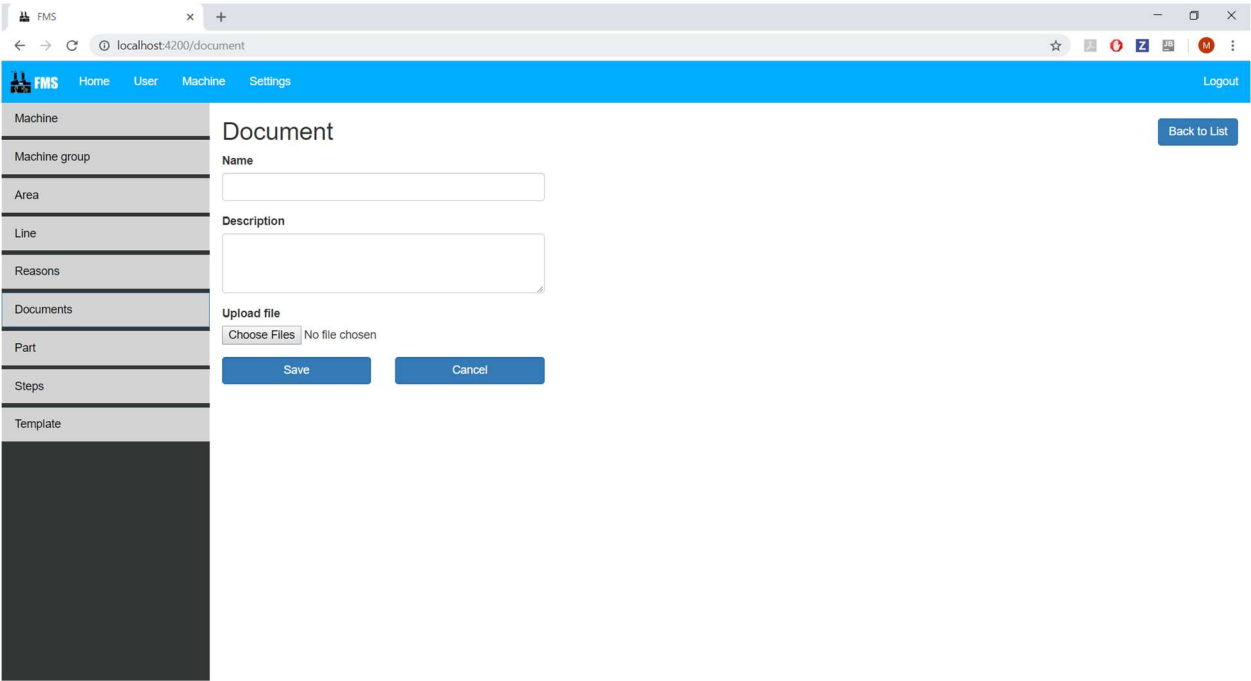 FMS
localhost:4200/document
FMS Home User Machine Settings Logout
Machine
Machine group
Area
Line
Reasons
Documents
Part
Steps
Template
Document Back to List
Name
Description
Upload file
Choose Files No file chosen
Save Cancel